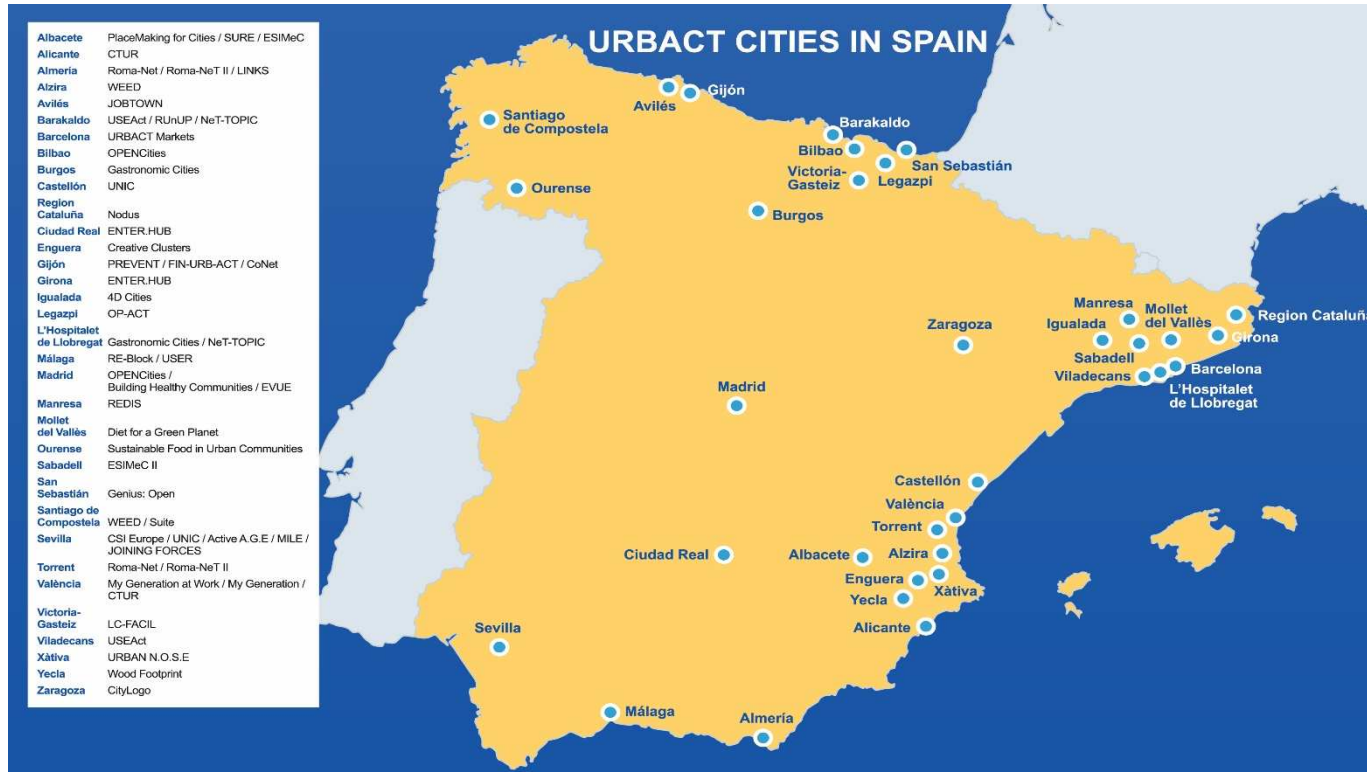 URBACT CITIES IN SPAIN
Albacete PlaceMaking for Cities / SURE / ESIMeC
Alicante CTUR
Almería Roma-Net / Roma-NeT II / LINKS
Alzira WEED
Avilés JOBTOWN
Barakaldo USEAct / RUnUP / NeT-TOPIC
Barcelona URBACT Markets
Bilbao OPENCities
Burgos Gastronomic Cities
Castellón UNIC
Region
Cataluña Nodus
Ciudad Real ENTER.HUB
Enguera Creative Clusters
Gijón PREVENT / FIN-URB-ACT / CoNet
Girona ENTER.HUB
Igualada 4D Cities
Legazpi OP-ACT
L'Hospitalet
de Llobregat Gastronomic Cities / NeT-TOPIC
Málaga RE-Block / USER
Madrid OPENCities /
Building Healthy Communities / EVUE
Manresa REDIS
Mollet
del Vallès Diet for a Green Planet
Ourense Sustainable Food in Urban Communities
Sabadell ESIMeC II
San
Sebastián Genius: Open
Santiago de
Compostela WEED / Suite
Sevilla CSI Europe / UNIC / Active A.G.E / MILE /
JOINING FORCES
Torrent Roma-Net / Roma-NeT II
València My Generation at Work / My Generation /
CTUR
Victoria-
Gasteiz LC-FACIL
Viladecans USEAct
Xàtiva URBAN N.O.S.E
Yecla Wood Footprint
Zaragoza CityLogo
Avilés
Gijón
Santiago
de Compostela
Barakaldo
Bilbao
San Sebastián
Victoria-
Gasteiz
Legazpi
Ourense
Burgos
Manresa
Mollet
del Vallès
Region Cataluña
Igualada
Girona
Zaragoza
Sabadell
Viladecans
Barcelona
L'Hospitalet
de Llobregat
Madrid
Castellón
València
Torrent
Ciudad Real
Albacete
Alzira
Enguera
Xàtiva
Yecla
Alicante
Sevilla
Málaga
Almería